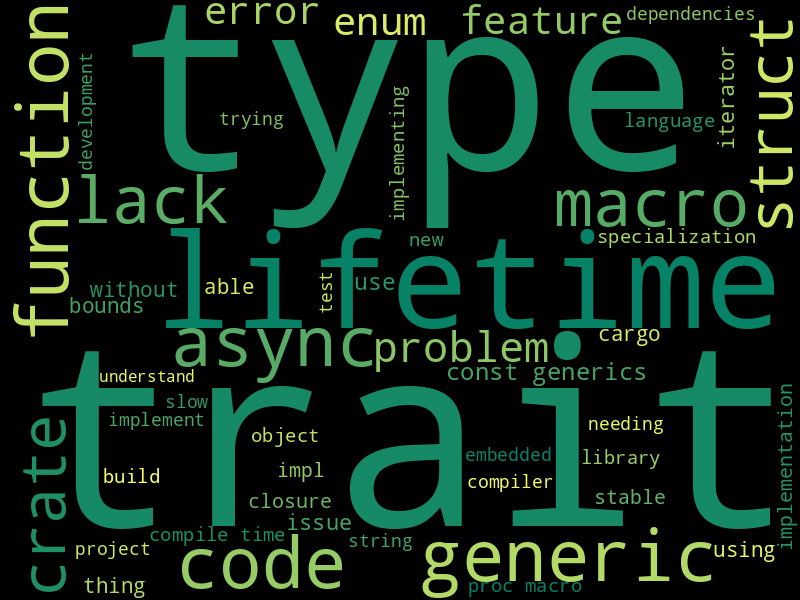 error
enum
feature
dependencies
function
type
struct
development
trying
implementing
language
iterator
lack
macro
lifetime
new
specialization
without
able
test
use
bounds
async
problem
cargo
understand
const generics
trait
slow
implement
object
needing
implementation
crate
build
impl
embedded
library
compiler
closure
stable
issue
compile time
string
project
code
generic
using
thing
proc macro